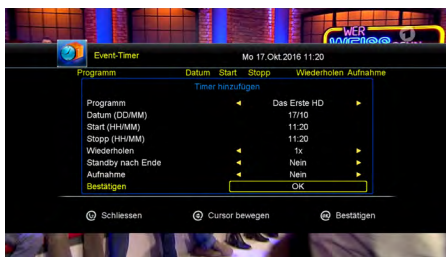 WER
WEISS
Event-Timer
Mo 17.Okt.2016 11:20
Programm Datum Start Stopp Wiederholen Aufnahme
Timer hinzufügen
Programm Das Erste HD
Datum (DD/MM) 17/10
Start (HH/MM) 11:20
Stopp (HH/MM) 11:20
Wiederholen 1x
Standby nach Ende Nein
Aufnahme Nein
Bestätigen OK
Schliessen Cursor bewegen Bestätigen